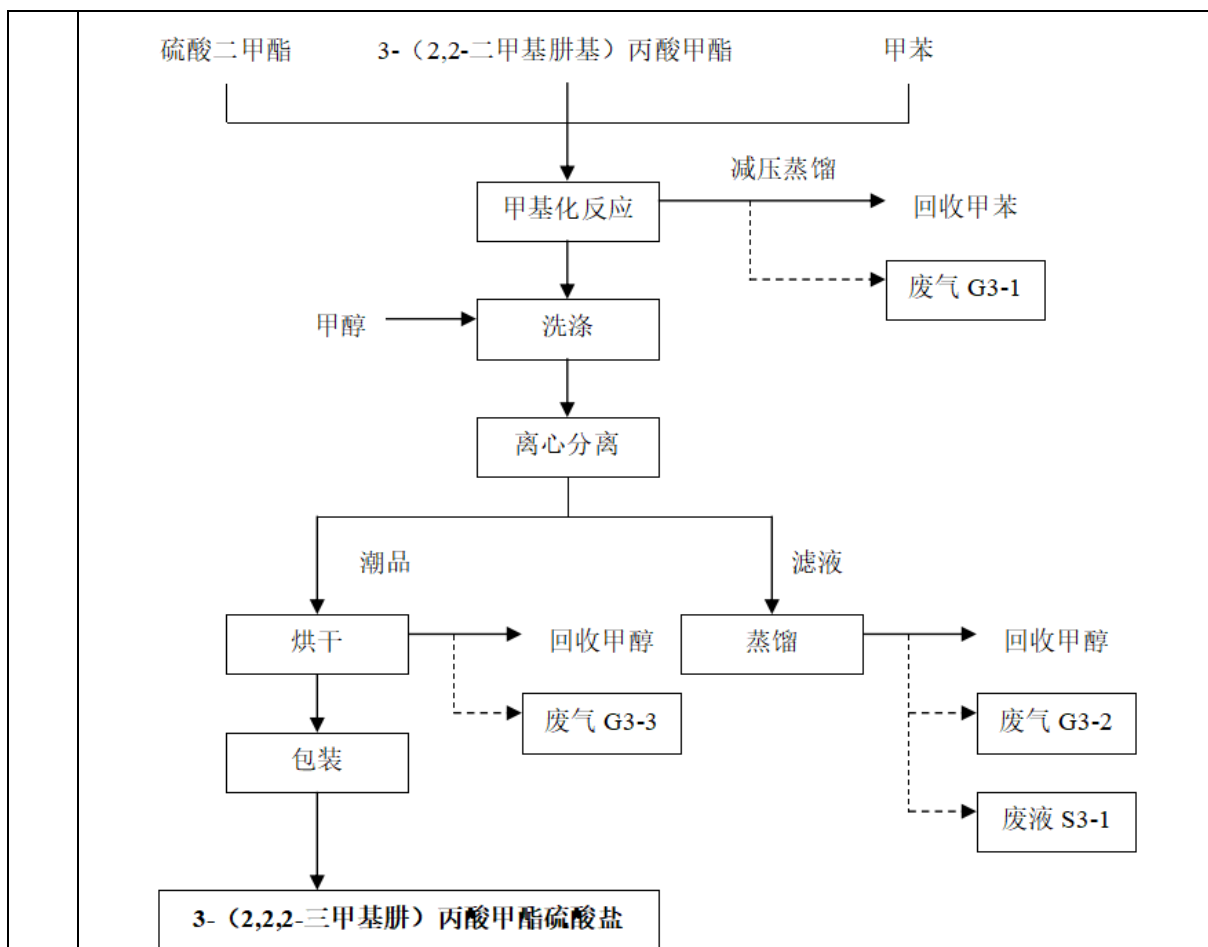 硫酸二甲酯 3-（2,2-二甲基肼基）丙酸甲酯 甲苯
减压蒸馏
甲基化反应 回收甲苯
废气 G3-1
甲醇 洗涤
离心分离
潮品 滤液
烘干 回收甲醇 蒸馏 回收甲醇
废气 G3-3 废气 G3-2
包装
废液 S3-1
3-（2,2,2-三甲基肼）丙酸甲酯硫酸盐